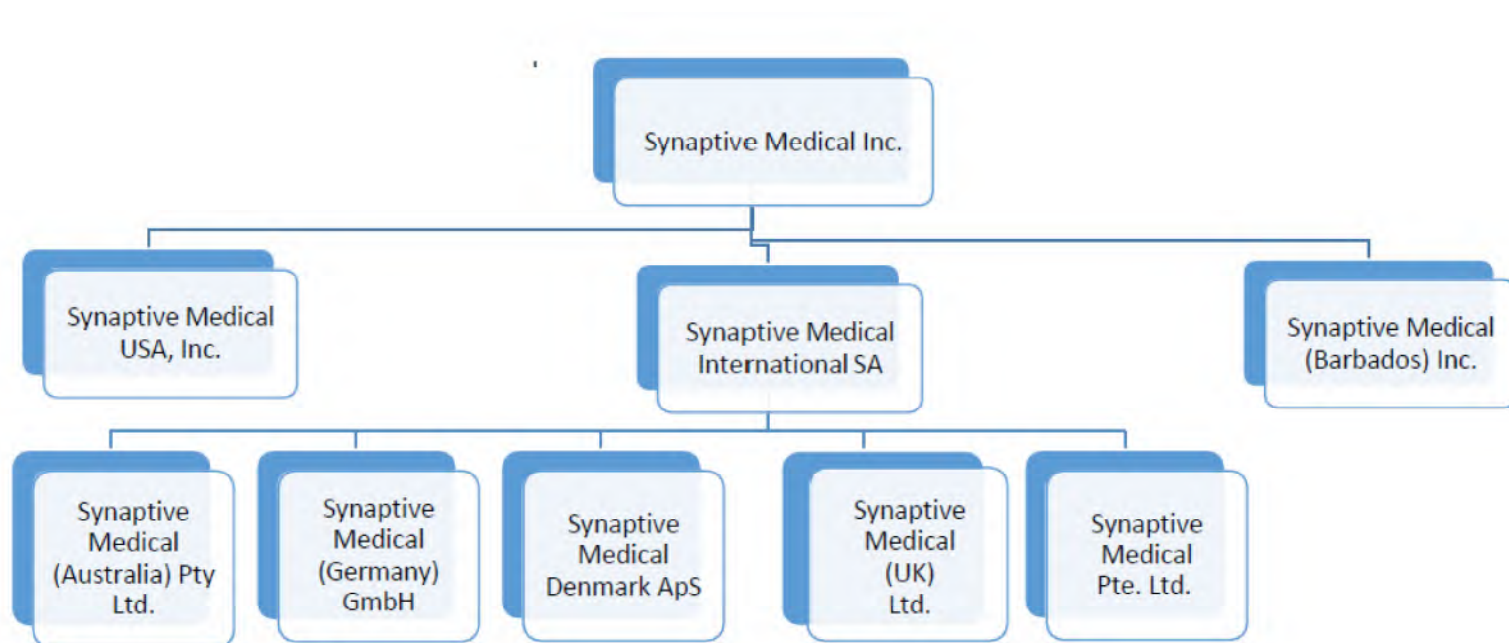 Synaptive Medical Inc.
Synaptive Medical
USA, Inc.
Synaptive Medical
International SA
Synaptive Medical
(Barbados) Inc.
Synaptive
Medical
(Australia) Pty
Ltd.
Synaptive
Medical
(Germany)
GmbH
Synaptive
Medical
Denmark ApS
Synaptive
Medical
(UK)
Ltd.
Synaptive
Medical
Pte. Ltd.